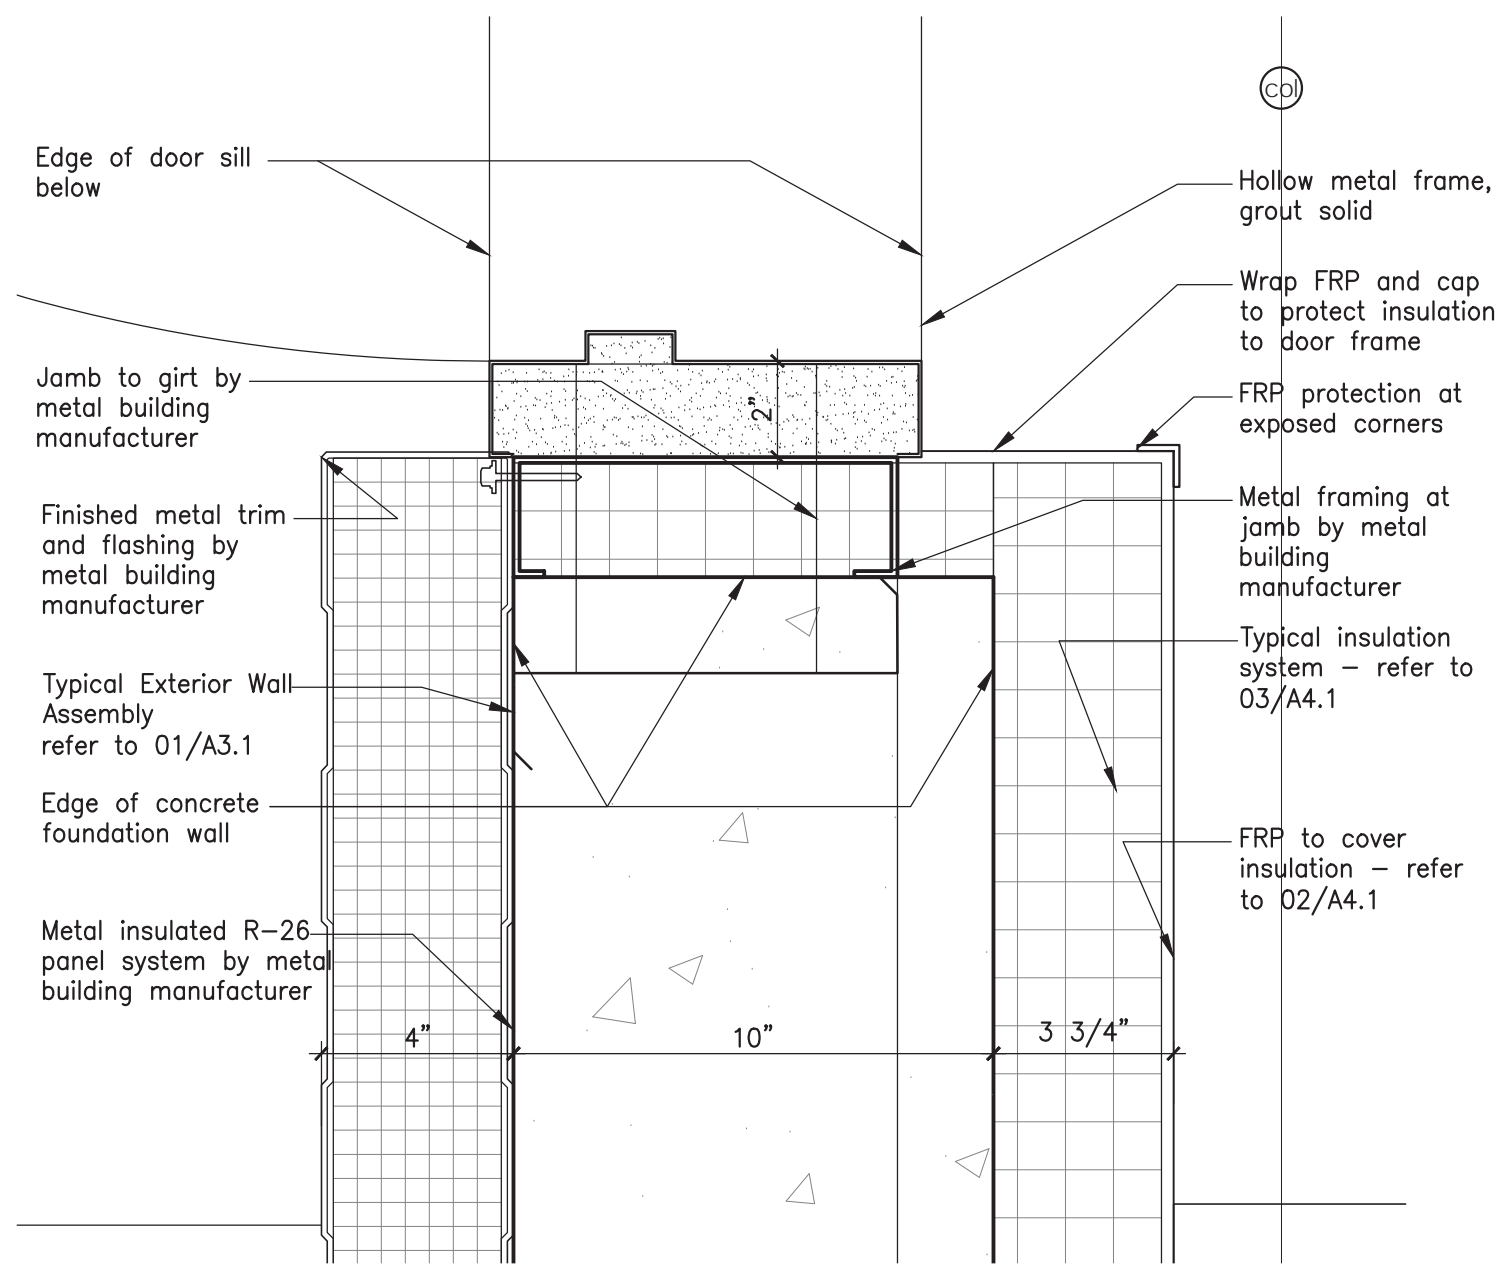 col
Edge of door sill
below
Hollow metal frame,
grout solid
Wrap FRP and cap
to protect insulation
to door frame
Jamb to girt by
metal building
manufacturer
2"
FRP protection at
exposed corners
Finished metal trim
and flashing by
metal building
manufacturer
Metal framing at
jamb by metal
building
manufacturer
Typical insulation
system – refer to
03/A4.1
Typical Exterior Wall
Assembly
refer to 01/A3.1
Edge of concrete
foundation wall
FRP to cover
insulation – refer
to 02/A4.1
Metal insulated R–26
panel system by metal
building manufacturer
4"
10"
3 3/4"